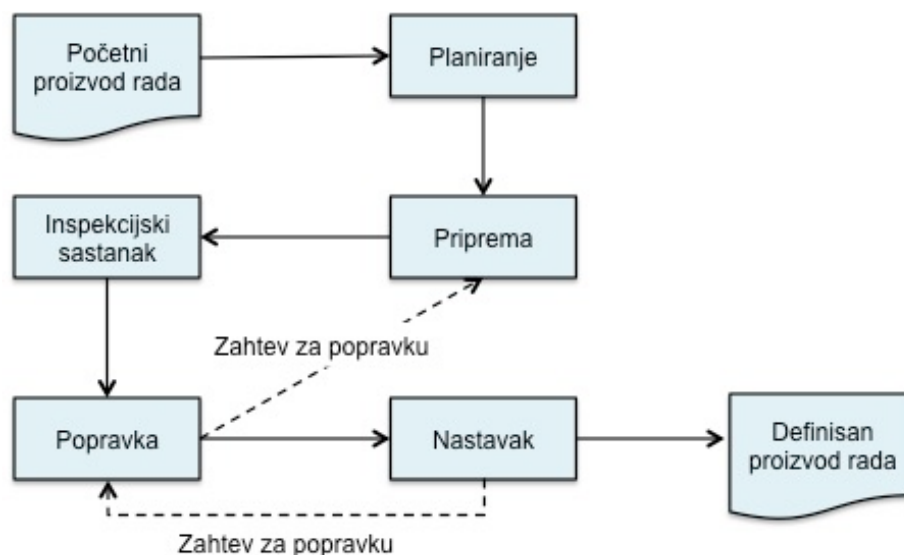 Početni
proizvod rada
Planiranje
Inspekcijski
sastanak
Priprema
Zahtev za popravku
Popravka
Nastavak
Definisan
proizvod rada
Zahtev za popravku